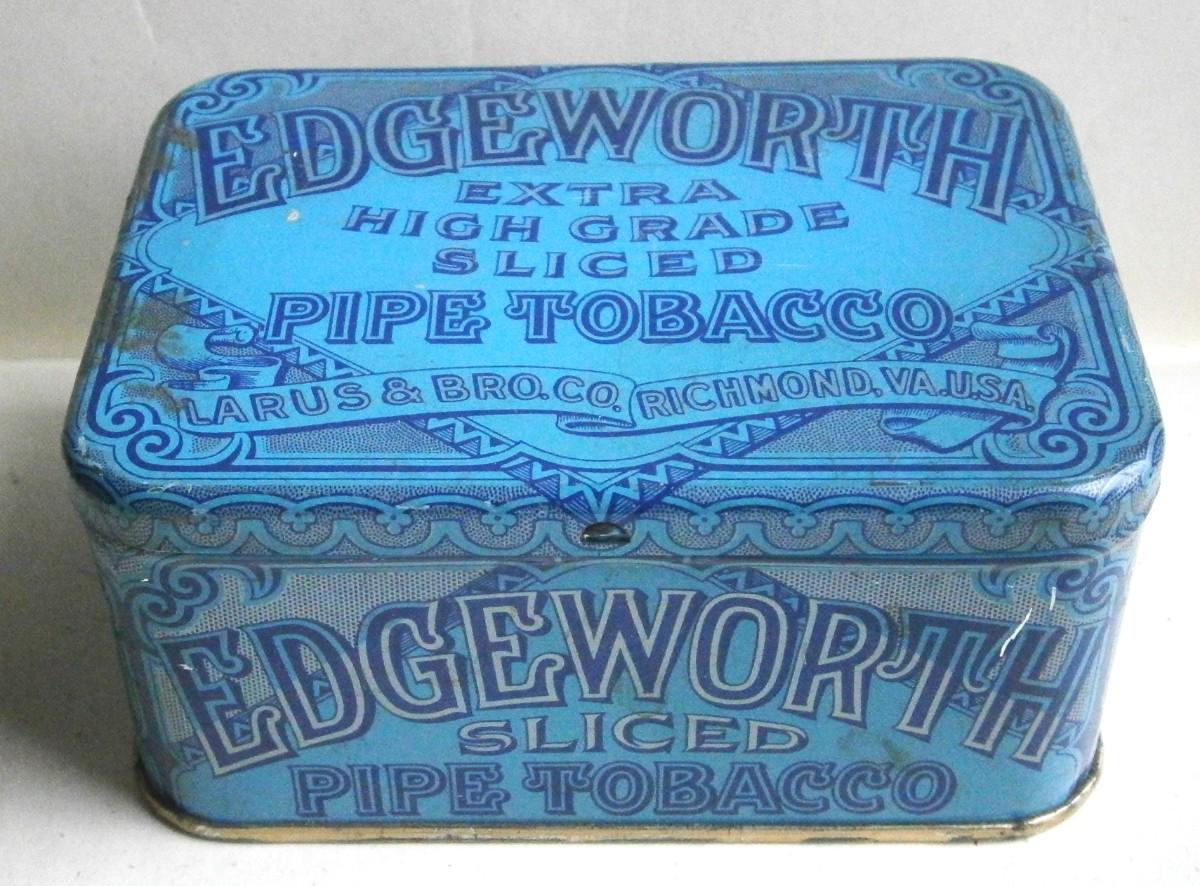 EDGEWORTH
EXTRA
HIGH GRADE
SLICED
PIPE TOBACCO
LARUS & BRO. CO. RICHMOND, VA. U.S.A.
EDGEWORTH
SLICED
PIPE TOBACCO